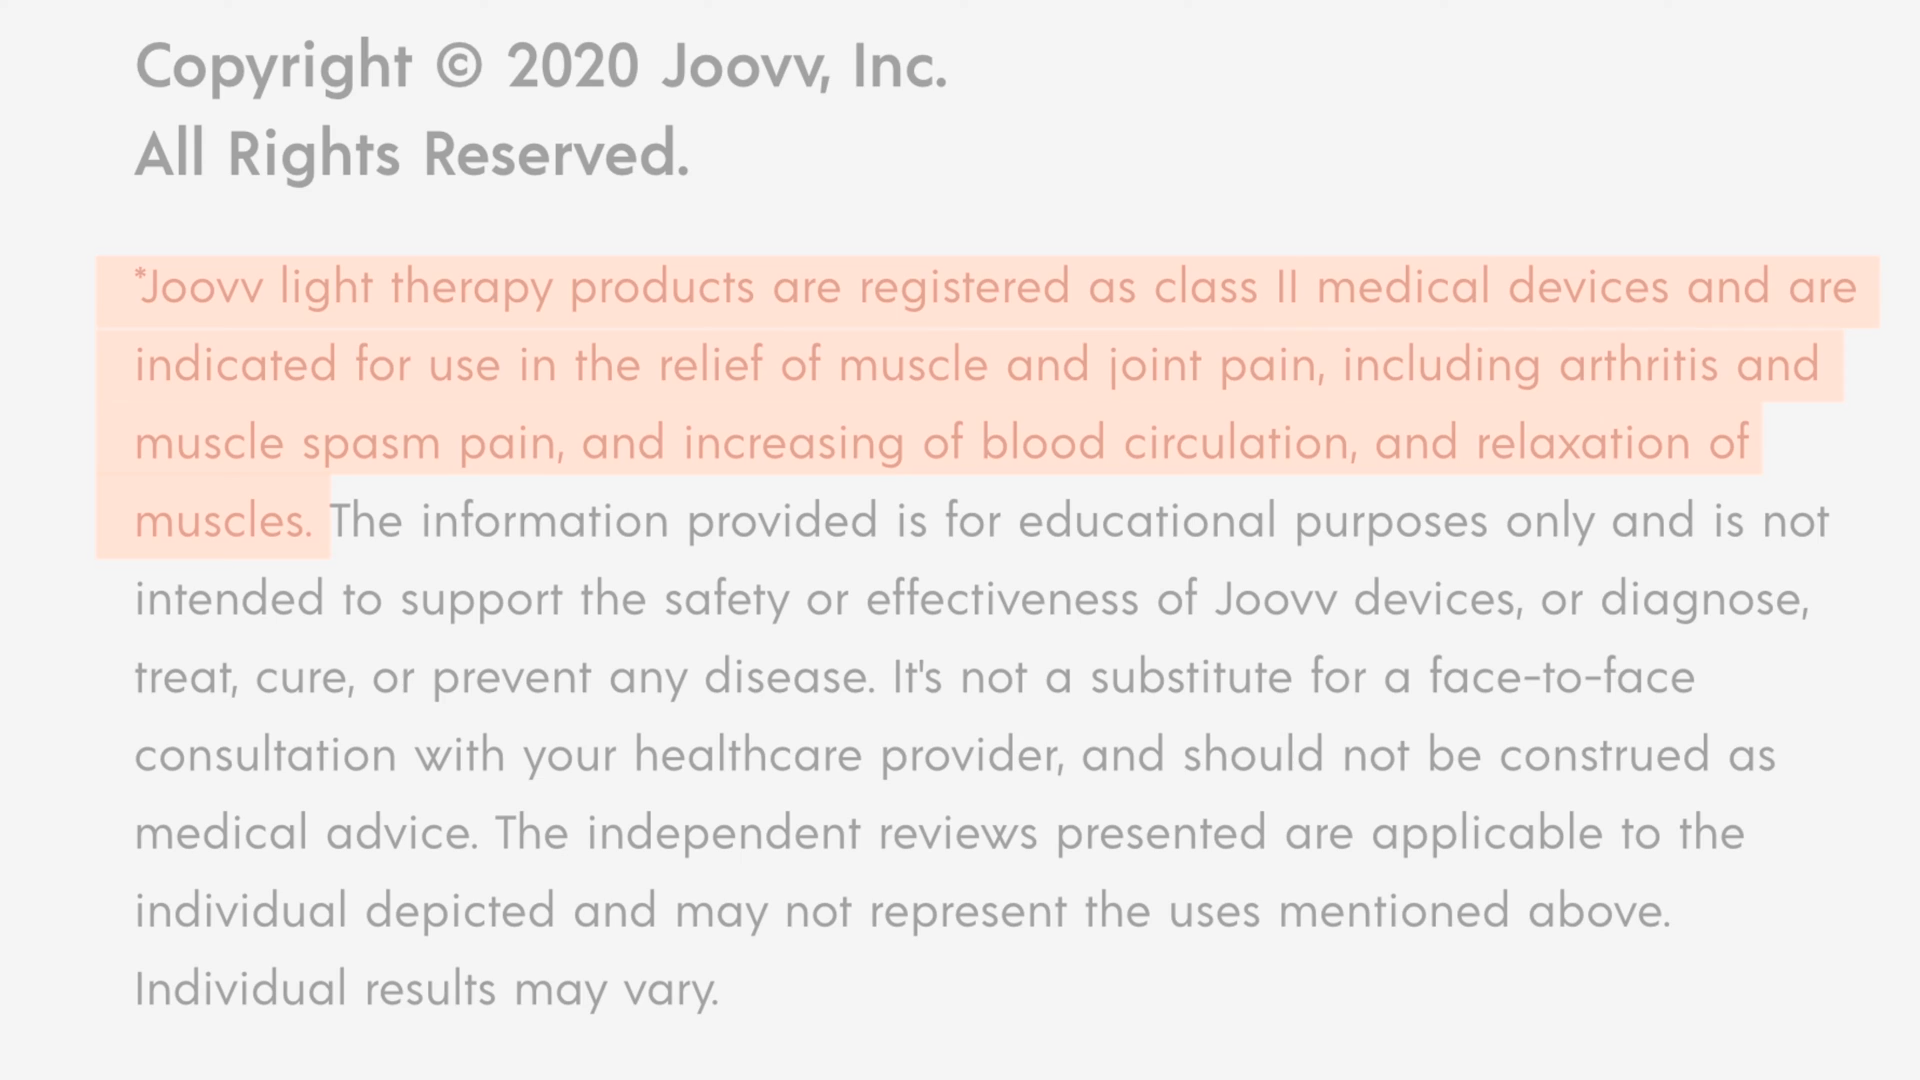 Copyright © 2020 Joovv, Inc.
All Rights Reserved.
*Joovv light therapy products are registered as class II medical devices and are
indicated for use in the relief of muscle and joint pain, including arthritis and
muscle spasm pain, and increasing of blood circulation, and relaxation of
muscles. The information provided is for educational purposes only and is not
intended to support the safety or effectiveness of Joovv devices, or diagnose,
treat, cure, or prevent any disease. It's not a substitute for a face-to-face
consultation with your healthcare provider, and should not be construed as
medical advice. The independent reviews presented are applicable to the
individual depicted and may not represent the uses mentioned above.
Individual results may vary.